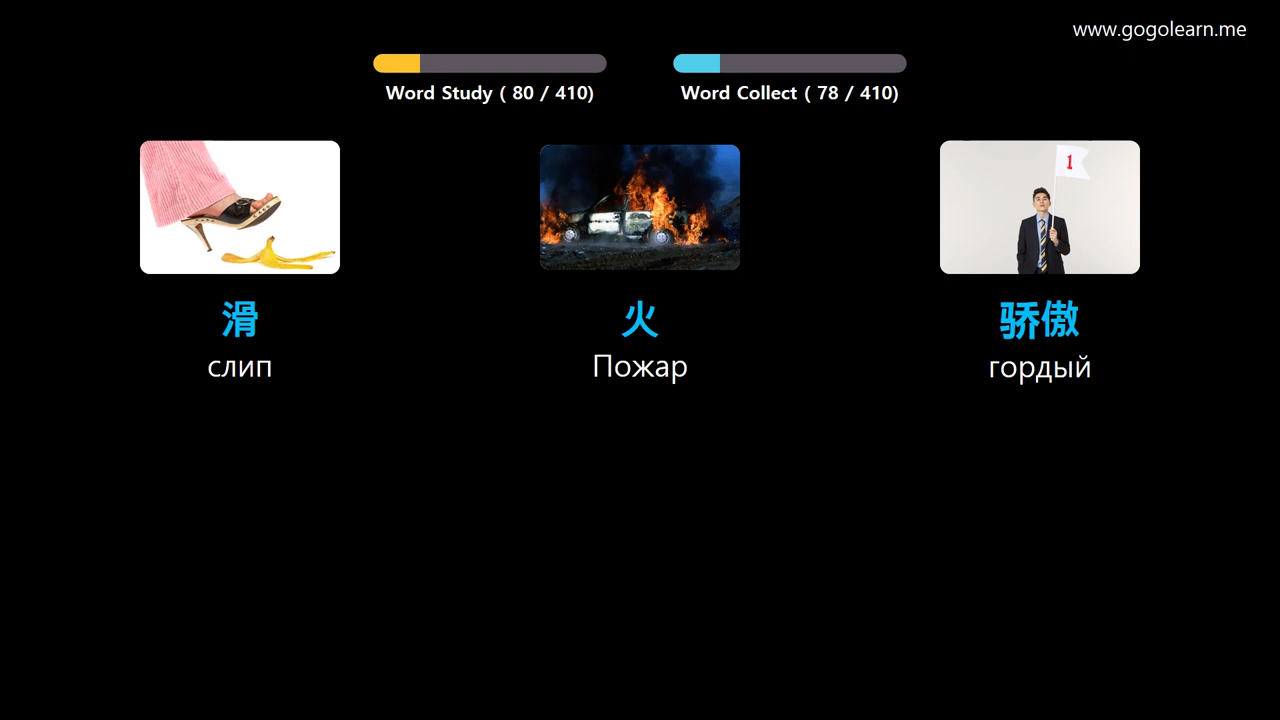 www.gogolearn.me
Word Study ( 80 / 410)
Word Collect ( 78 / 410)
1
滑
слип
火
Пожар
骄傲
гордый